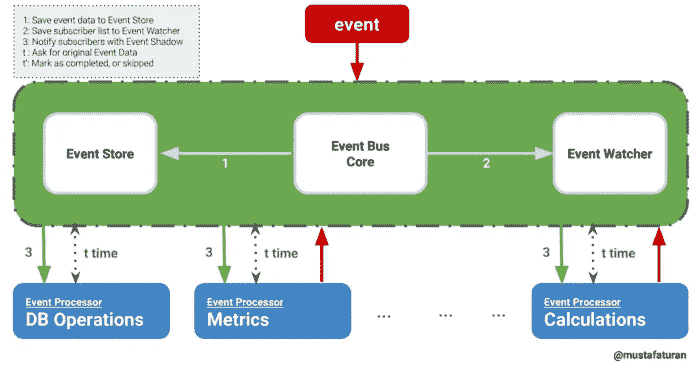 1: Save event data to Event Store
2: Save subscriber list to Event Watcher
3: Notify subscribers with Event Shadow
t : Ask for original Event Data
t': Mark as completed, or skipped
event
Event Store
1
Event Bus
Core
2
Event Watcher
3
t time
3
t time
3
t time
Event Processor
DB Operations
Event Processor
Metrics
...
...
...
Event Processor
Calculations
@mustafaturan